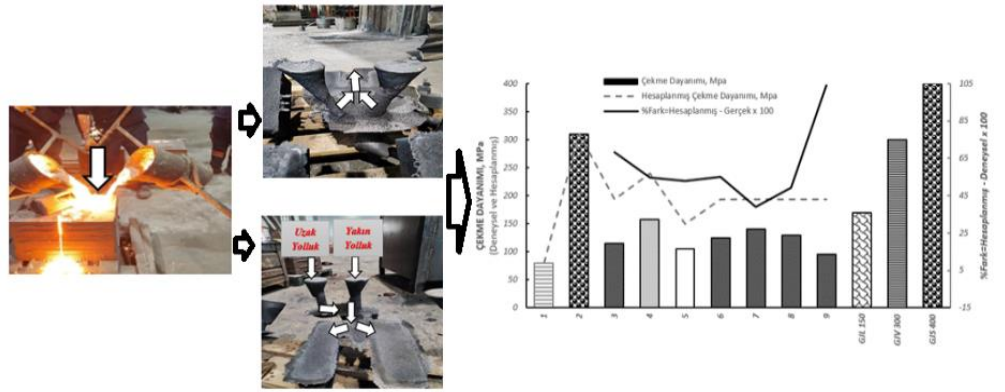 Uzak Yakın
Yolluk Yolluk
Çekme Dayanımı, Mpa
Hesaplanmış Çekme Dayanımı, Mpa
%Fark=Hesaplanmış - Gerçek x 100
ÇEKME DAYANIMI, MPa
(Deneysel ve Hesaplanmış)
400
350
300
250
200
150
100
50
0
105
85
65
45
25
5
-15
%Fark=Hesaplanmış - Deneysel x 100
1 2 3 4 5 6 7 8 9 GJL 150 GJV 300 GJS 400